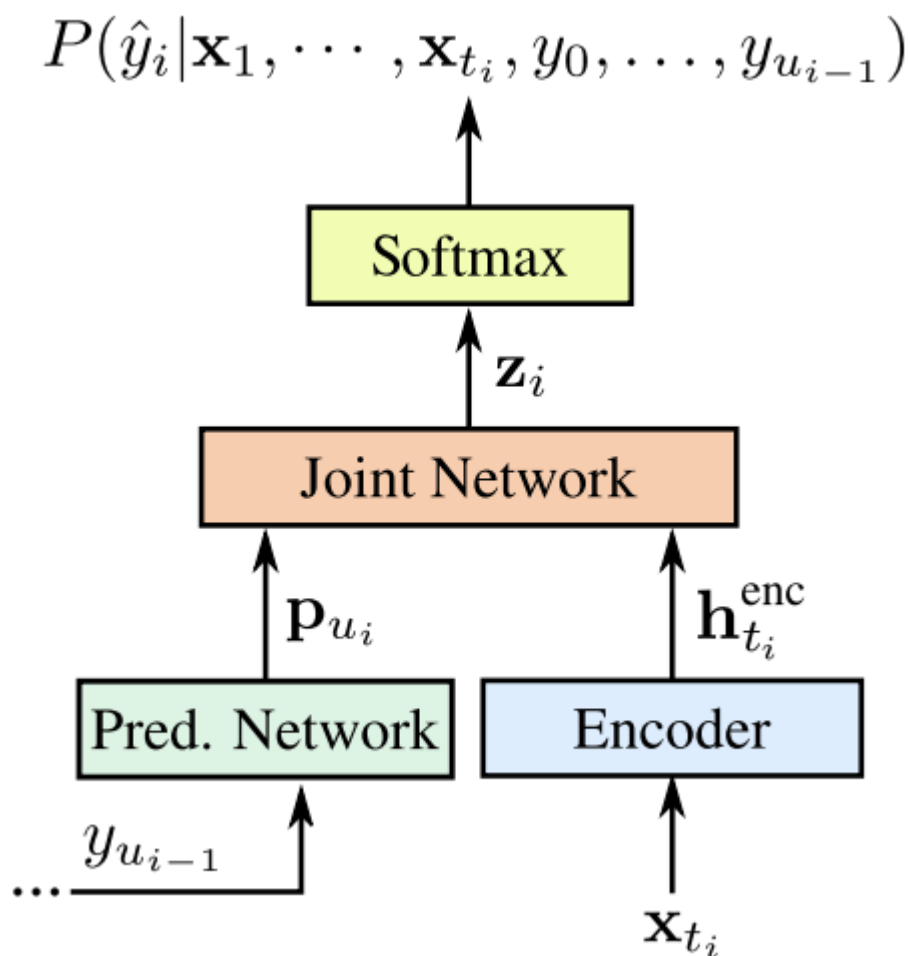 P(ŷ_i|x_1, ⋯ , x_{t_i}, y_0, …, y_{u_{i−1}})
Softmax
z_i
Joint Network
p_{u_i}
h_{t_i}^{enc}
Pred. Network
Encoder
y_{u_{i−1}}
...
x_{t_i}